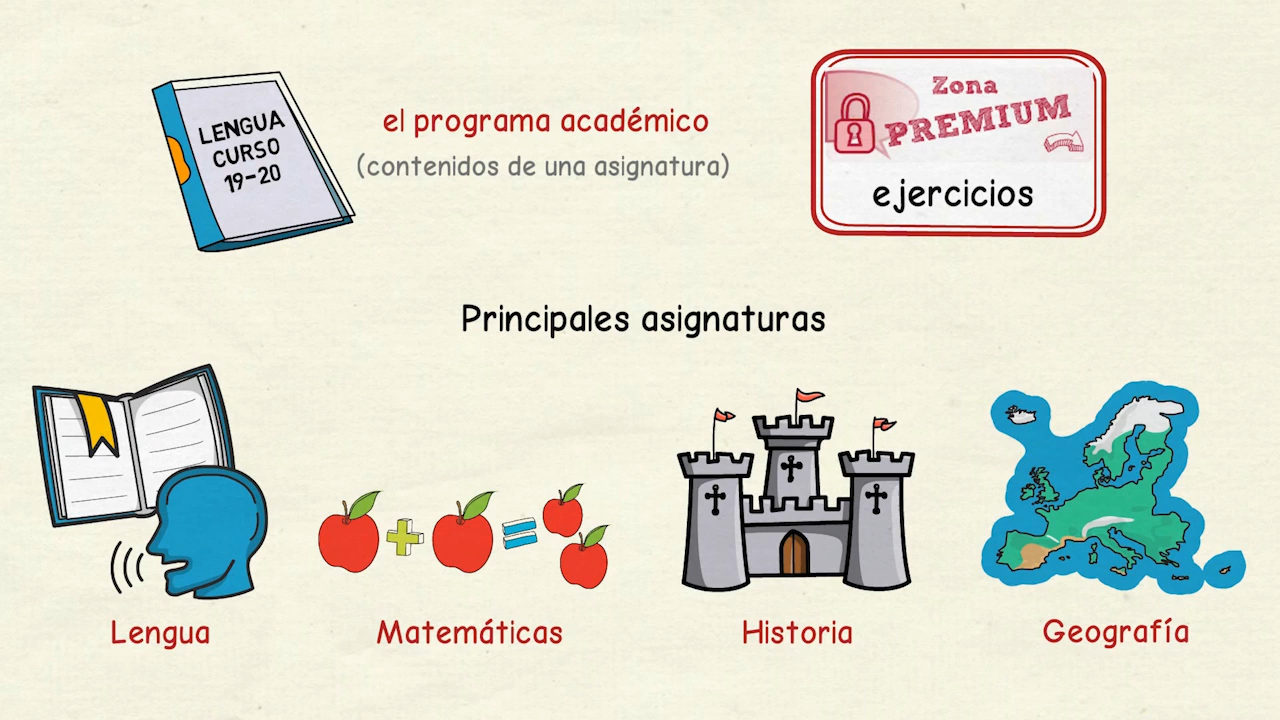 LENGUA
CURSO
19-20
el programa académico
(contenidos de una asignatura)
Zona
PREMIUM
ejercicios
Principales asignaturas
Lengua
Matemáticas
Historia
Geografía